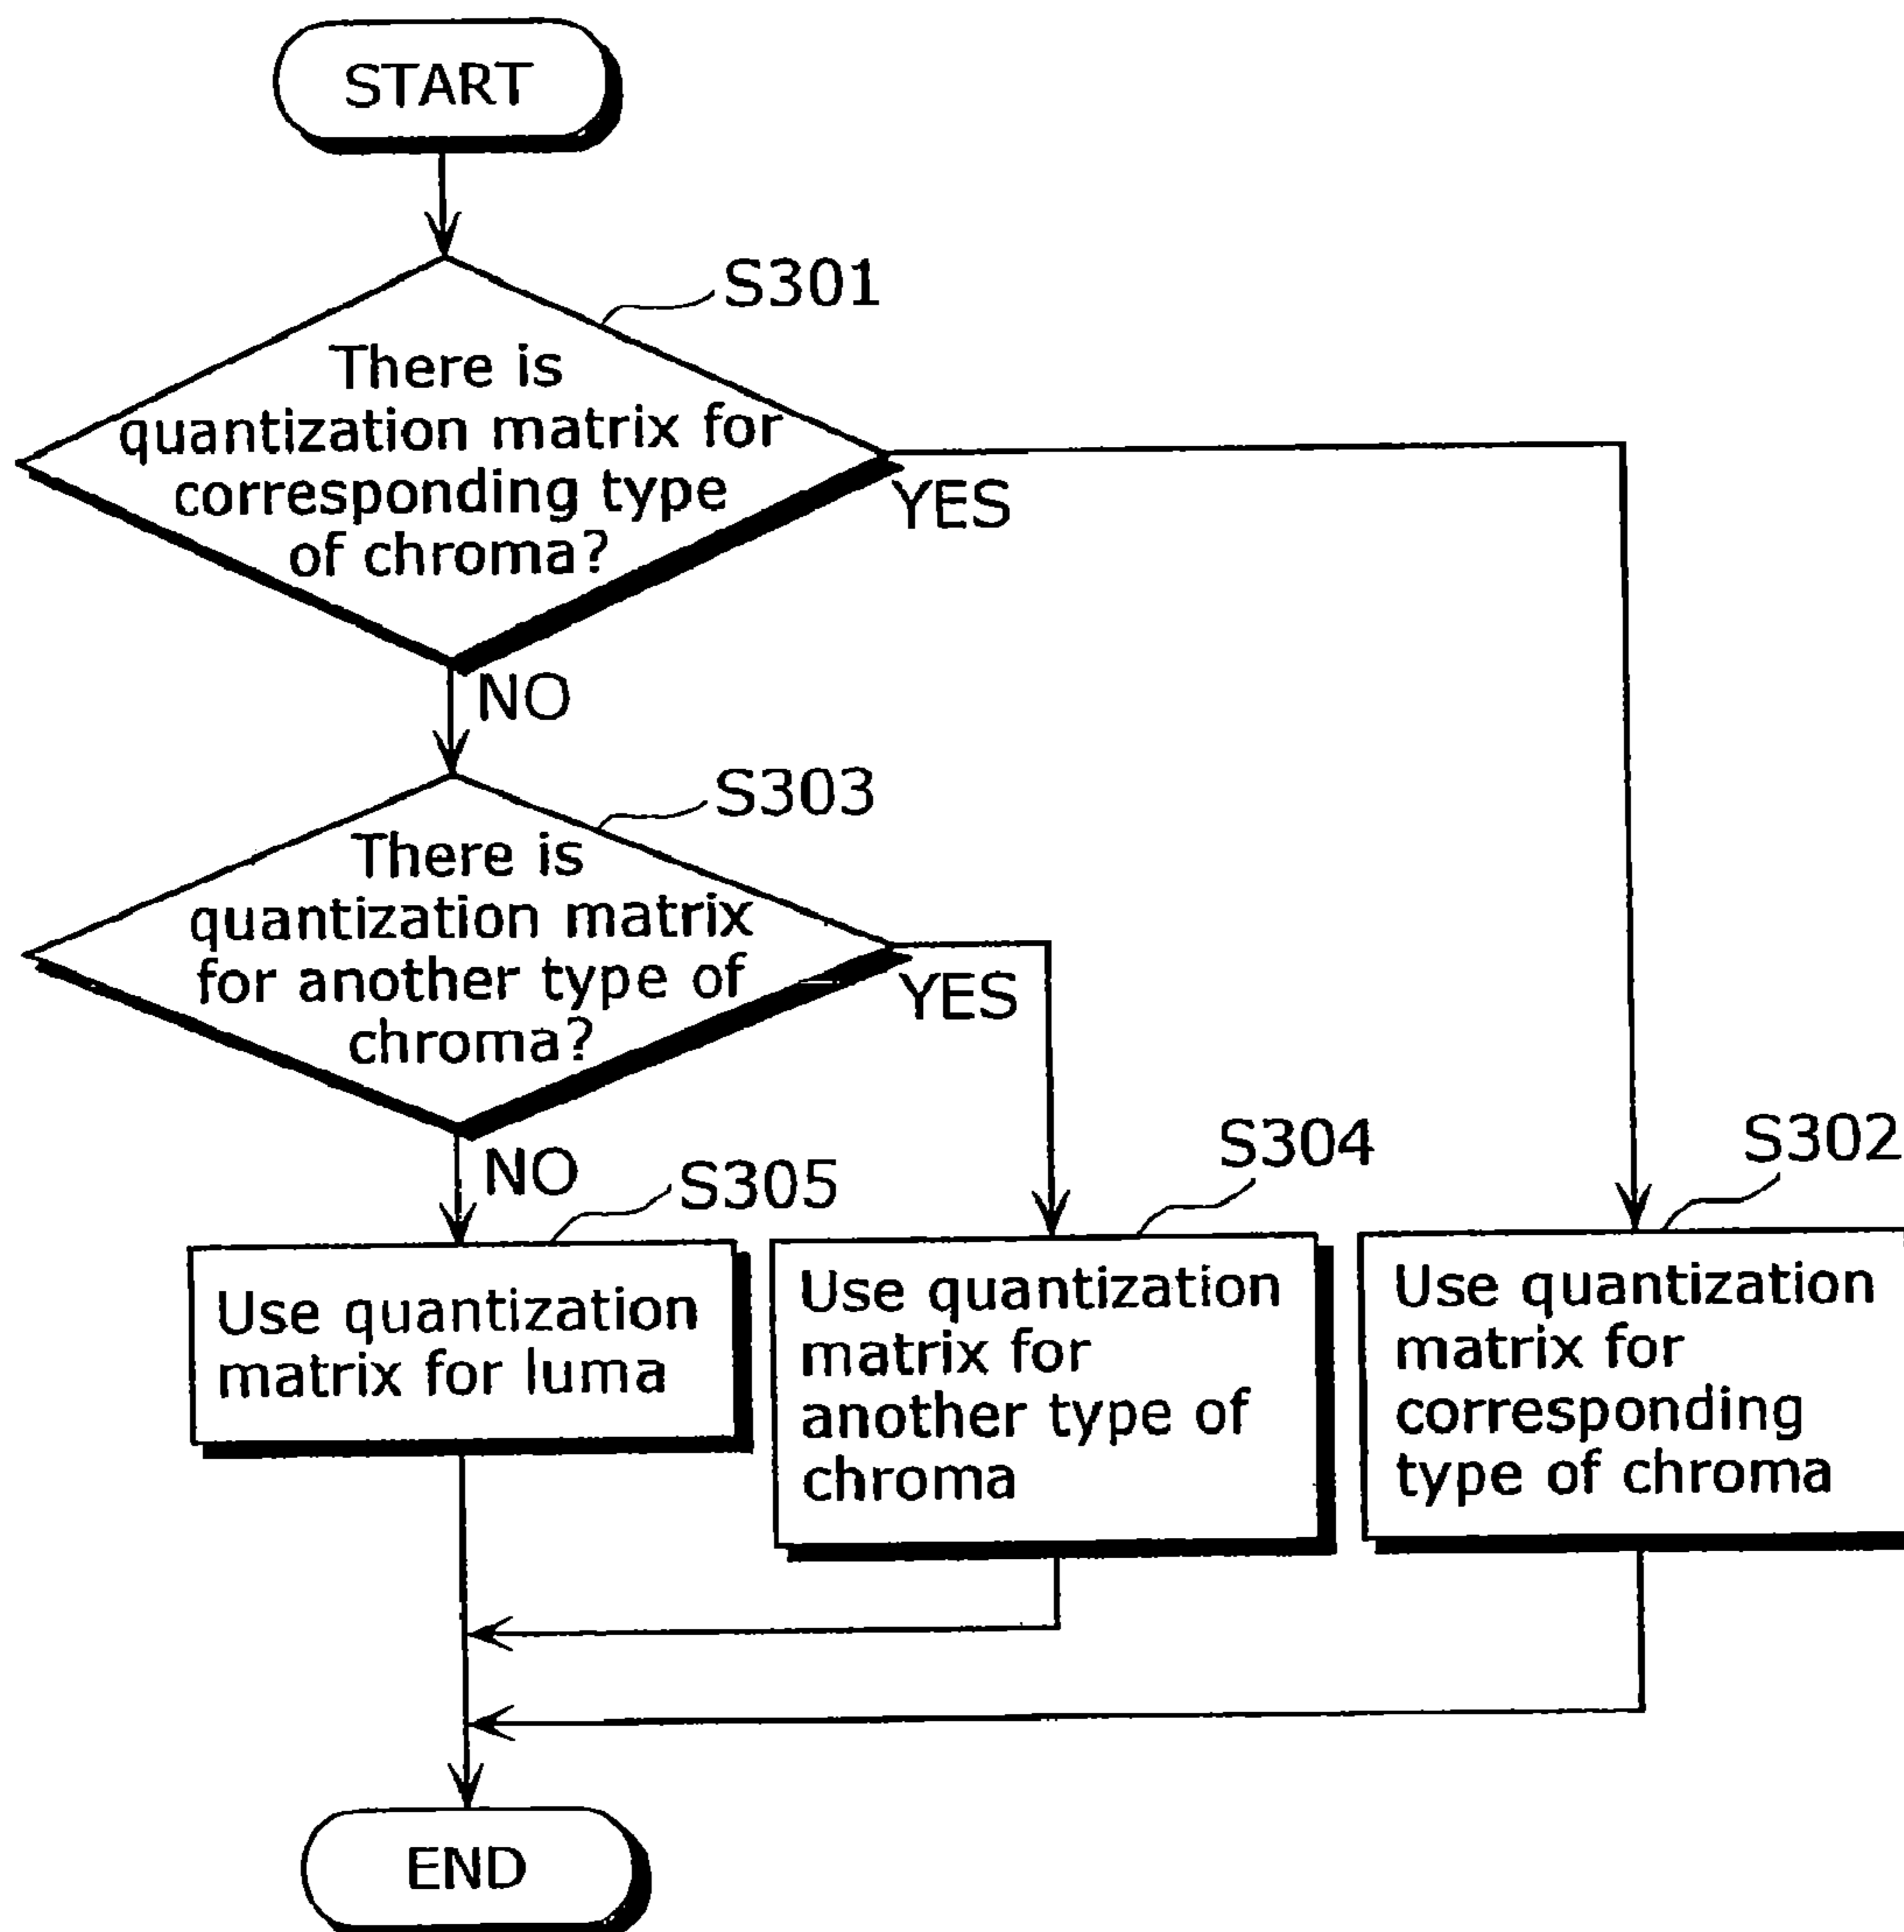 START
S301
There is
quantization matrix for
corresponding type
of chroma?
YES
NO
S303
There is
quantization matrix
for another type of
chroma?
YES
NO
S305
S304
S302
Use quantization
matrix for luma
Use quantization
matrix for
another type of
chroma
Use quantization
matrix for
corresponding
type of chroma
END